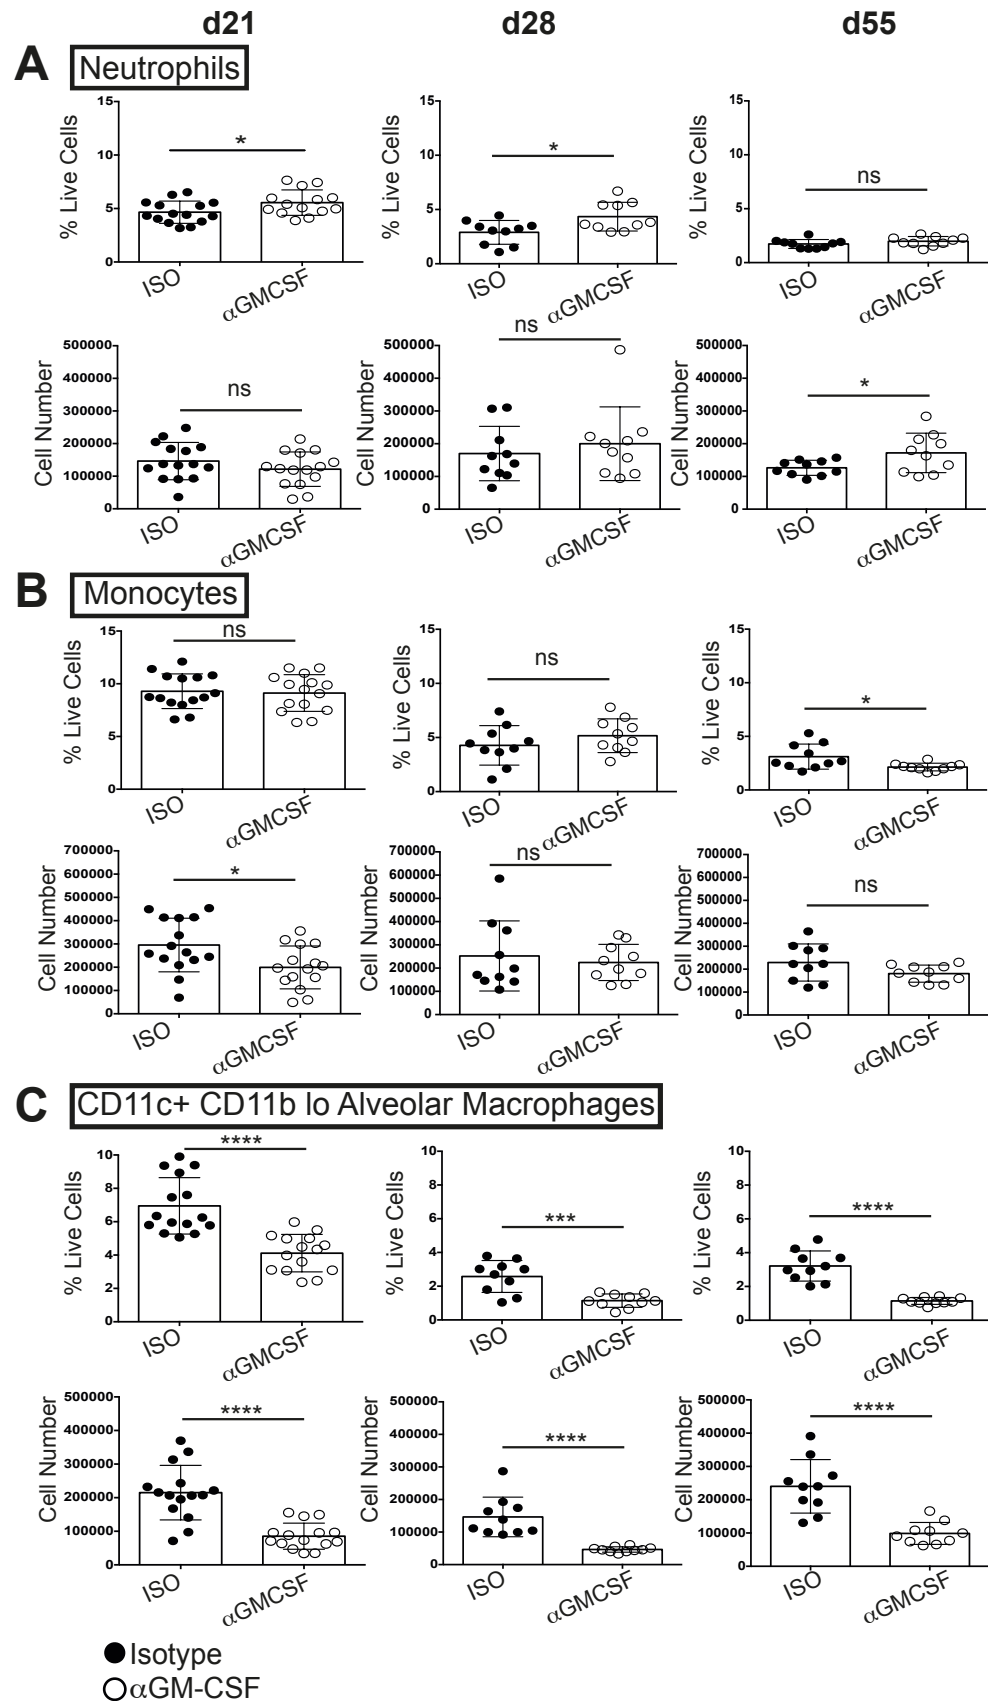 d21 d28 d55
A Neutrophils
% Live Cells 15 10 5 0 * ISO αGMCSF
% Live Cells 15 10 5 0 * ISO αGMCSF
% Live Cells 15 10 5 0 ns ISO αGMCSF
Cell Number 500000 400000 300000 200000 100000 0 ns ISO αGMCSF
Cell Number 500000 400000 300000 200000 100000 0 ns ISO αGMCSF
Cell Number 500000 400000 300000 200000 100000 0 * ISO αGMCSF
B Monocytes
% Live Cells 15 10 5 0 ns ISO αGMCSF
% Live Cells 15 10 5 0 ns ISO αGMCSF
% Live Cells 15 10 5 0 * ISO αGMCSF
Cell Number 700000 600000 500000 400000 300000 200000 100000 0 * ISO αGMCSF
Cell Number 700000 600000 500000 400000 300000 200000 100000 0 ns ISO αGMCSF
Cell Number 700000 600000 500000 400000 300000 200000 100000 0 ns ISO αGMCSF
C CD11c+ CD11b lo Alveolar Macrophages
% Live Cells 10 8 6 4 2 0 **** ISO αGMCSF
% Live Cells 10 8 6 4 2 0 *** ISO αGMCSF
% Live Cells 10 8 6 4 2 0 **** ISO αGMCSF
Cell Number 500000 400000 300000 200000 100000 0 **** ISO αGMCSF
Cell Number 500000 400000 300000 200000 100000 0 **** ISO αGMCSF
Cell Number 500000 400000 300000 200000 100000 0 **** ISO αGMCSF
Isotype
αGM-CSF